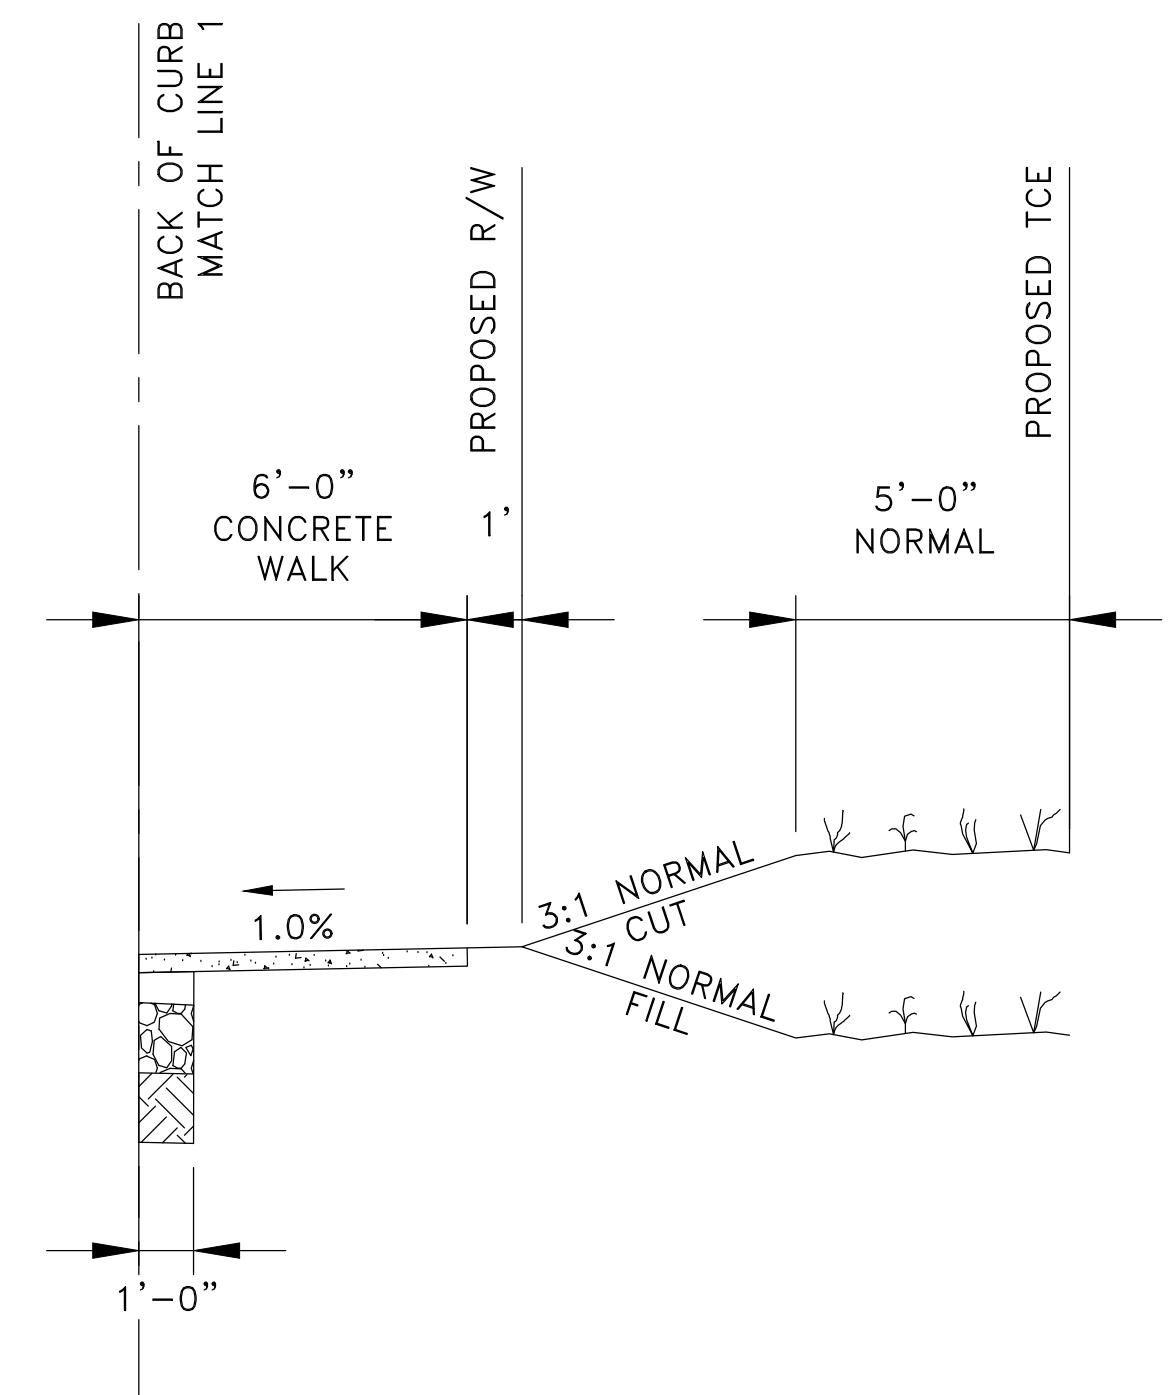 BACK OF CURB
MATCH LINE 1
PROPOSED R/W
PROPOSED TCE
6'-0"
CONCRETE
WALK
1'
5'-0"
NORMAL
1.0%
3:1 NORMAL
CUT
3:1 NORMAL
FILL
1'-0"